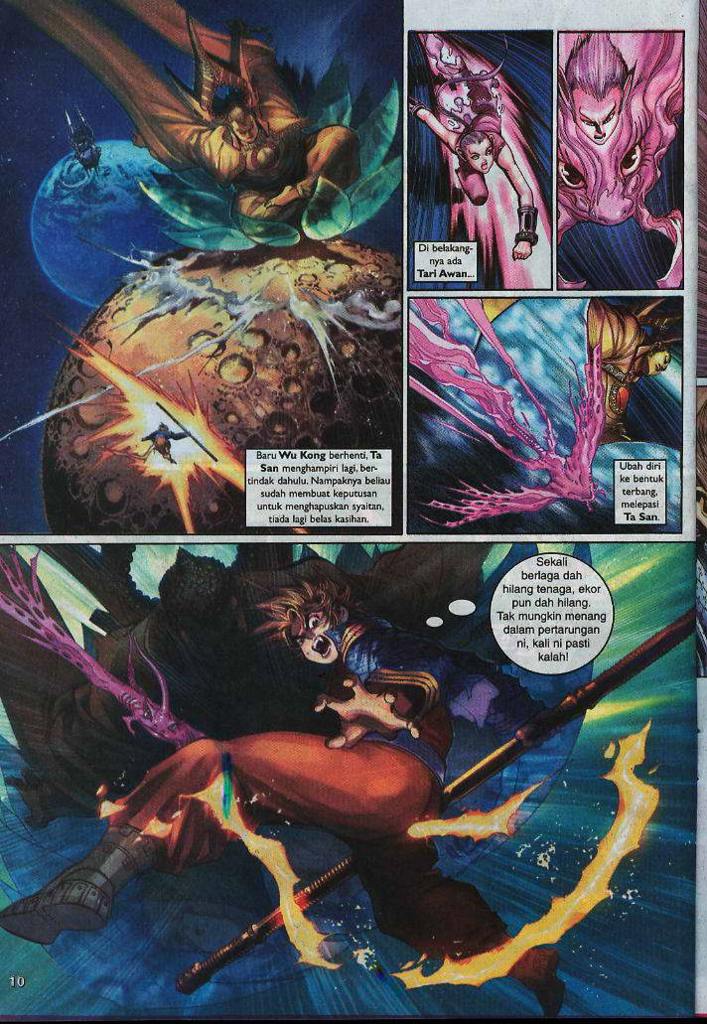 Di belakang-
nya ada
Tari Awan...
Baru Wu Kong berhenti, Ta
San menghampiri lagi, ber-
tindak dahulu. Nampaknya beliau
sudah membuat keputusan
untuk menghapuskan syaitan,
tiada lagi belas kasihan.
Ubah diri
ke bentuk
terbang,
melepasi
Ta San.
Sekali
berlaga dah
hilang tenaga, ekor
pun dah hilang.
Tak mungkin menang
dalam pertarungan
ni, kali ni pasti
kalah!
10